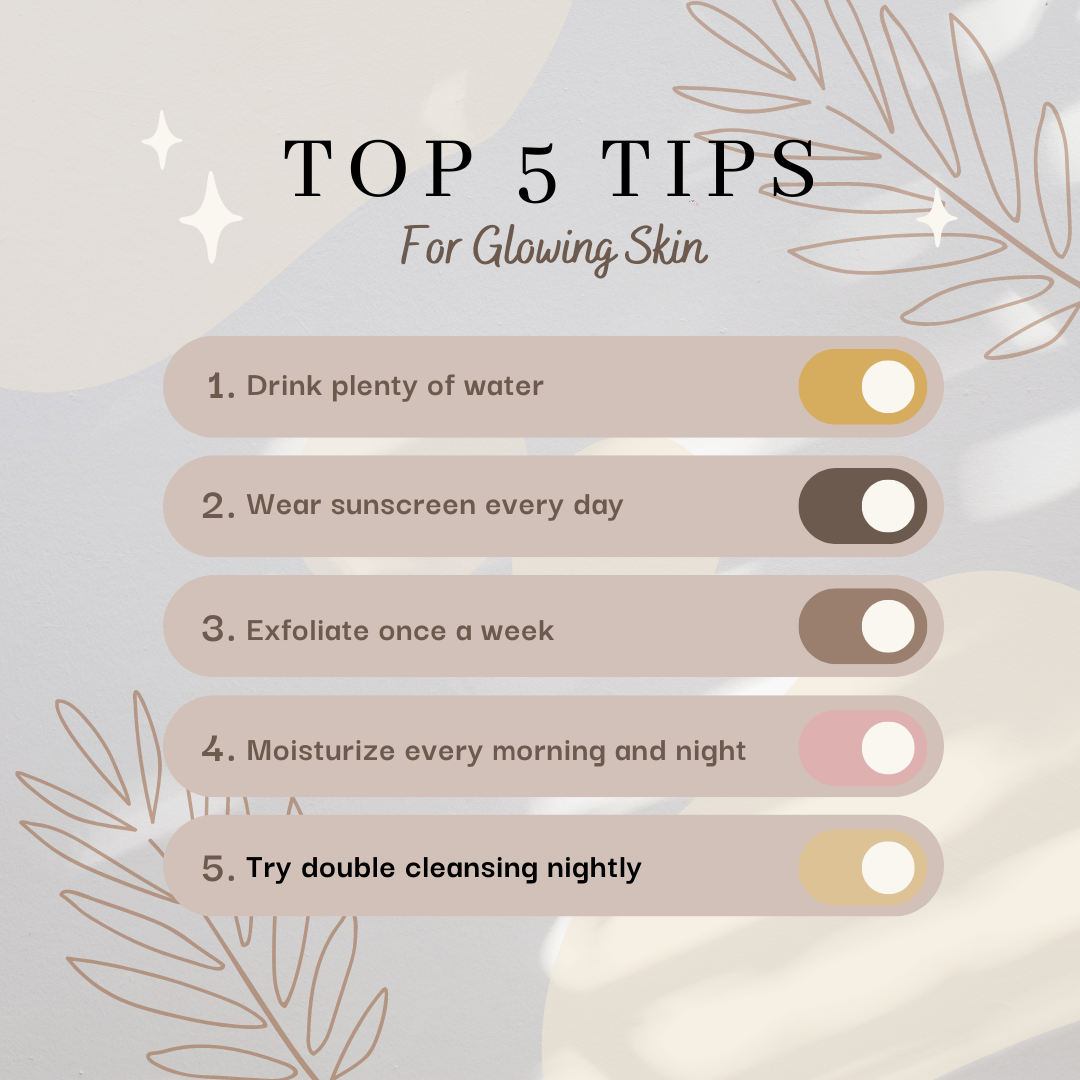 TOP 5 TIPS
For Glowing Skin
1. Drink plenty of water
2. Wear sunscreen every day
3. Exfoliate once a week
4. Moisturize every morning and night
5. Try double cleansing nightly